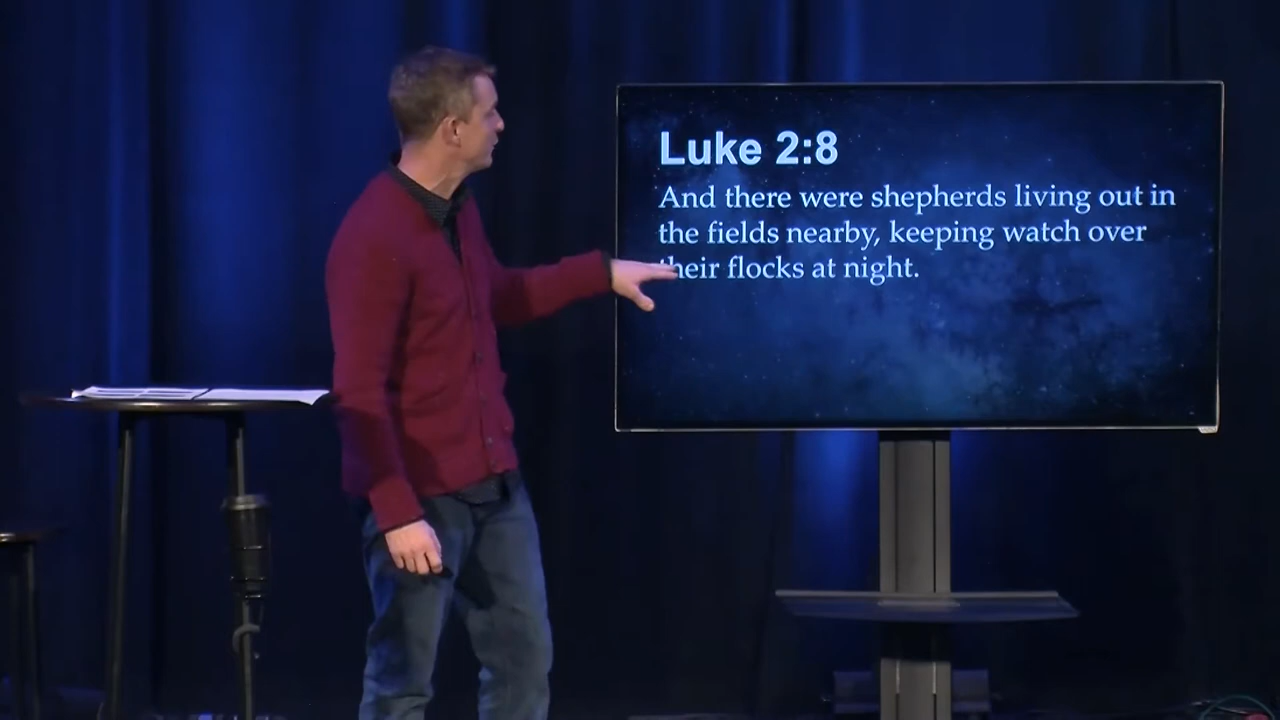 Luke 2:8
And there were shepherds living out in
the fields nearby, keeping watch over
their flocks at night.